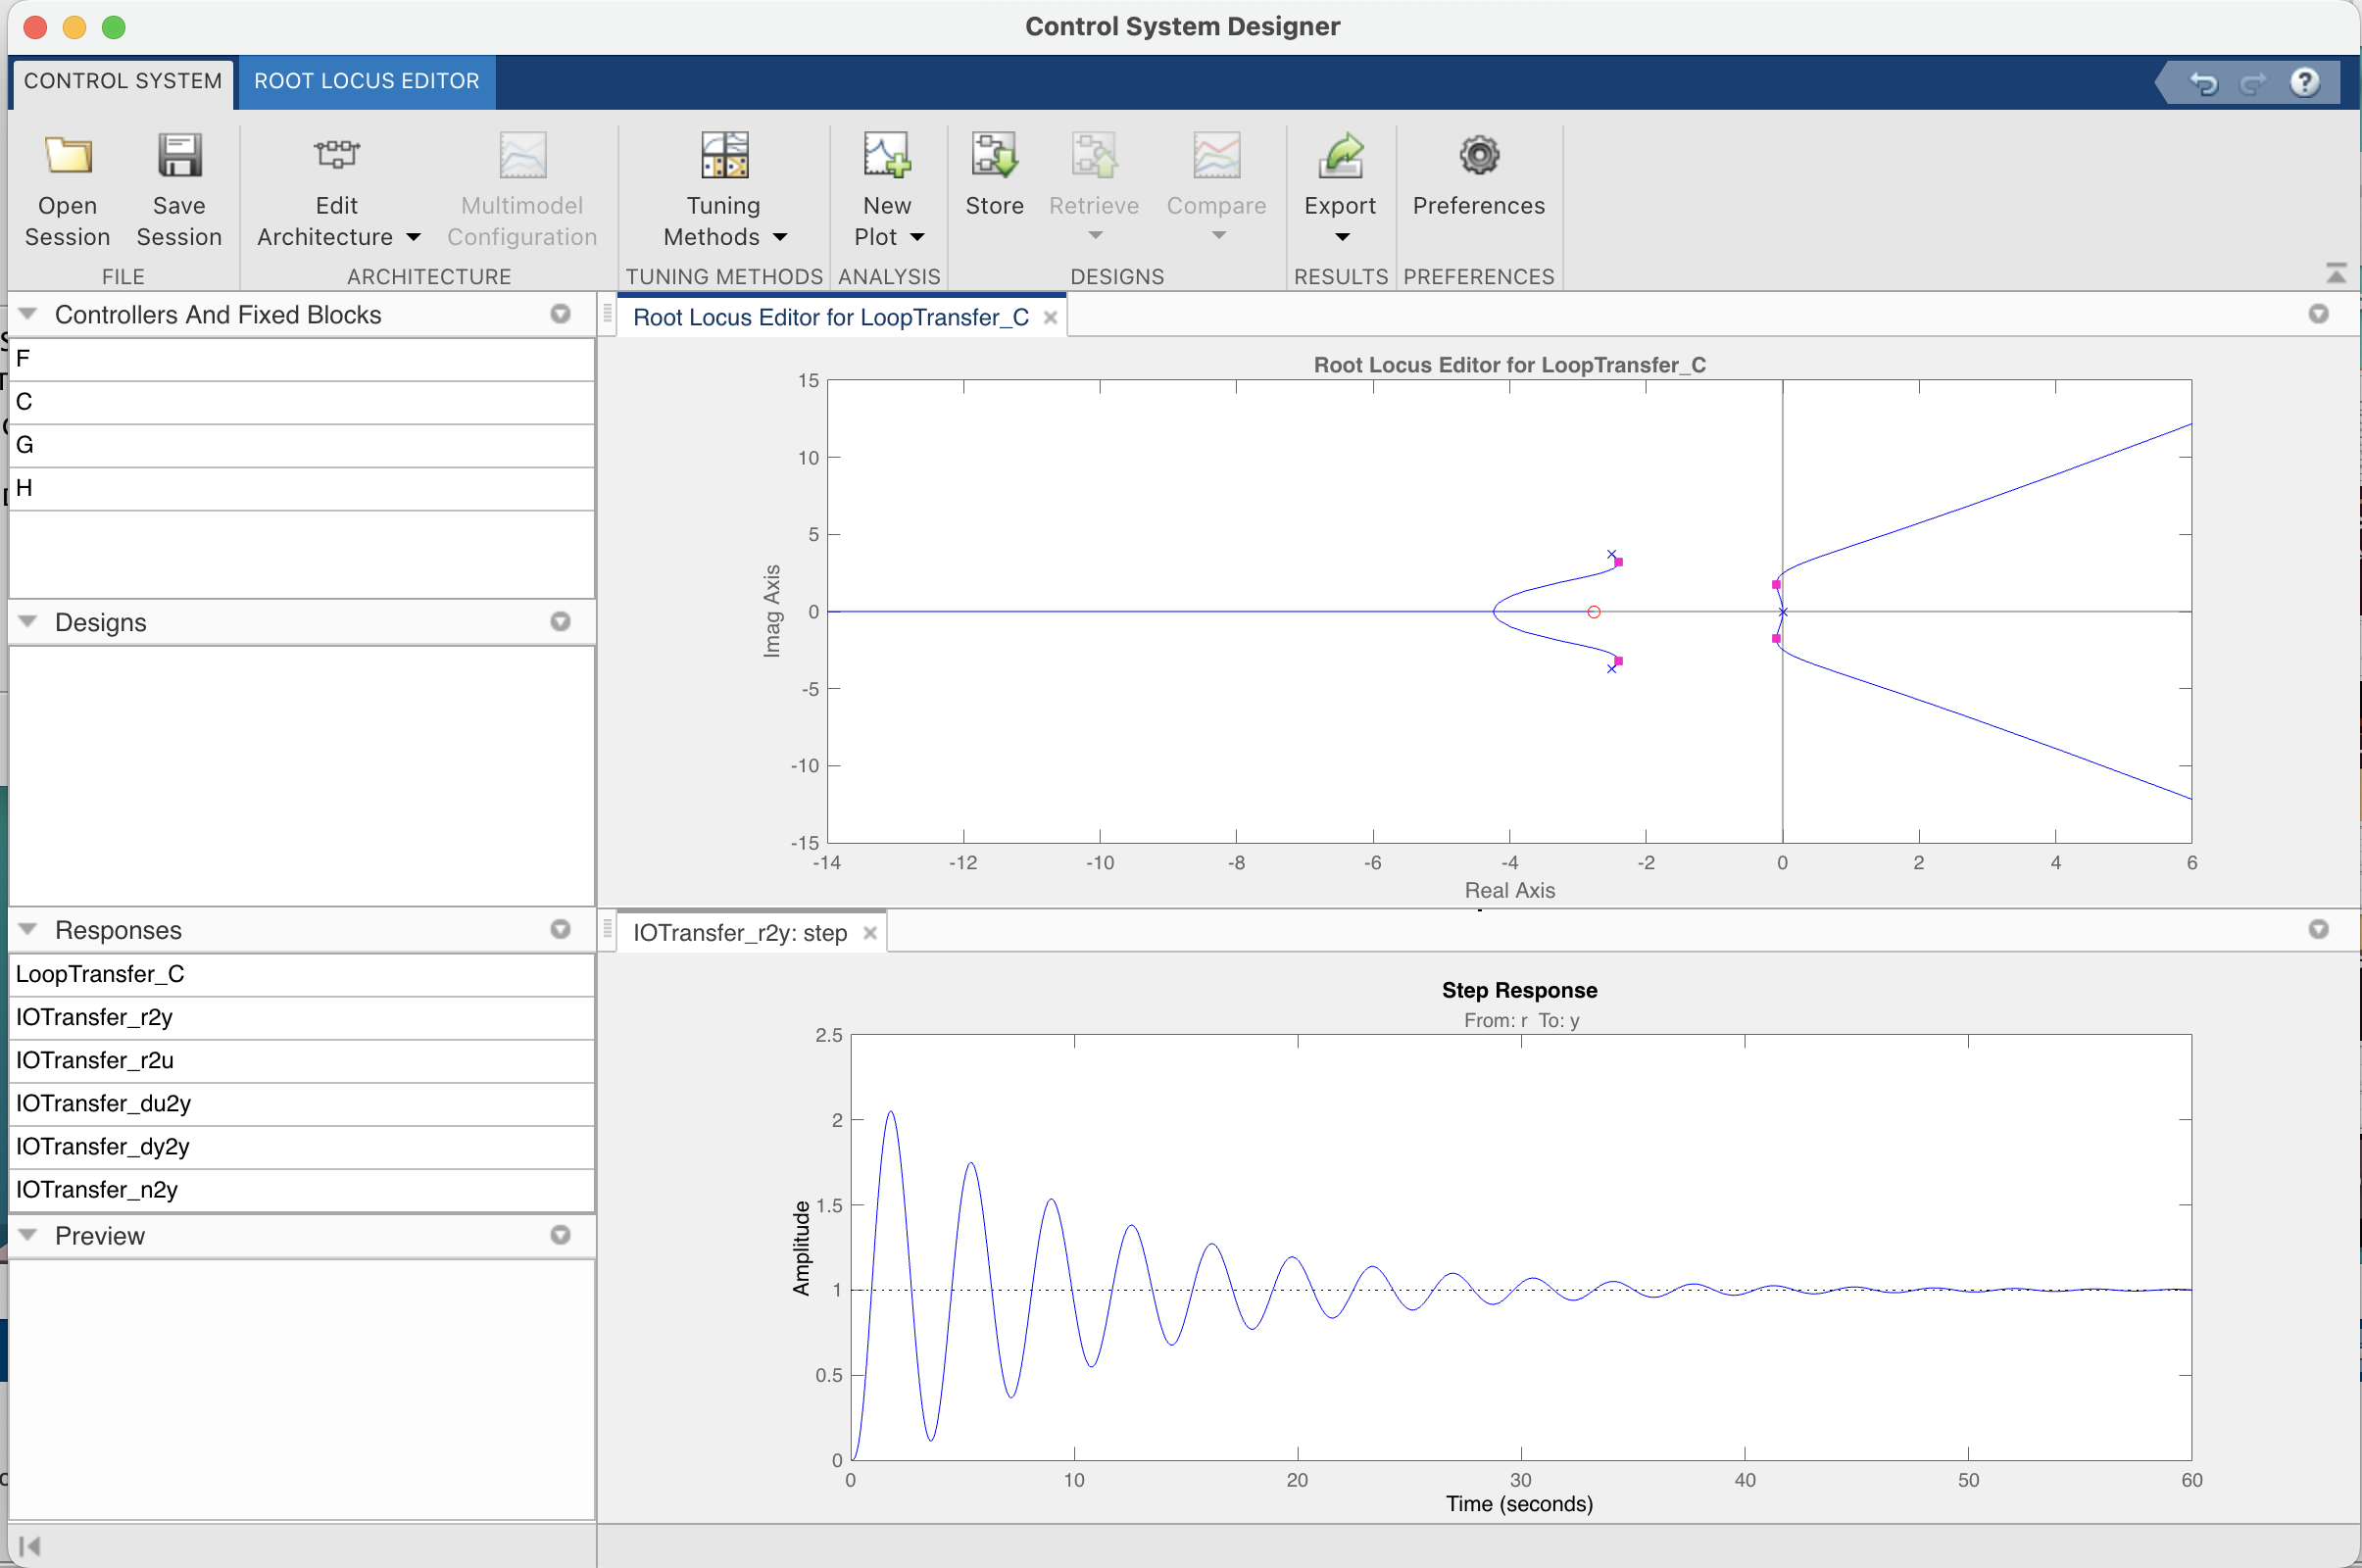 Control System Designer
CONTROL SYSTEM
ROOT LOCUS EDITOR
Open
Session
Save
Session
Edit
Architecture
Multimodel
Configuration
Tuning
Methods
New
Plot
Store
Retrieve
Compare
Export
Preferences
FILE
ARCHITECTURE
TUNING METHODS
ANALYSIS
DESIGNS
RESULTS
PREFERENCES
Controllers And Fixed Blocks
F
C
G
H
Designs
Responses
LoopTransfer_C
IOTransfer_r2y
IOTransfer_r2u
IOTransfer_du2y
IOTransfer_dy2y
IOTransfer_n2y
Preview
Root Locus Editor for LoopTransfer_C
Root Locus Editor for LoopTransfer_C
15
10
5
0
-5
-10
-15
Imag Axis
-14 -12 -10 -8 -6 -4 -2 0 2 4 6
Real Axis
IOTransfer_r2y: step
Step Response
From: r To: y
2.5
2
1.5
1
0.5
0
Amplitude
0 10 20 30 40 50 60
Time (seconds)